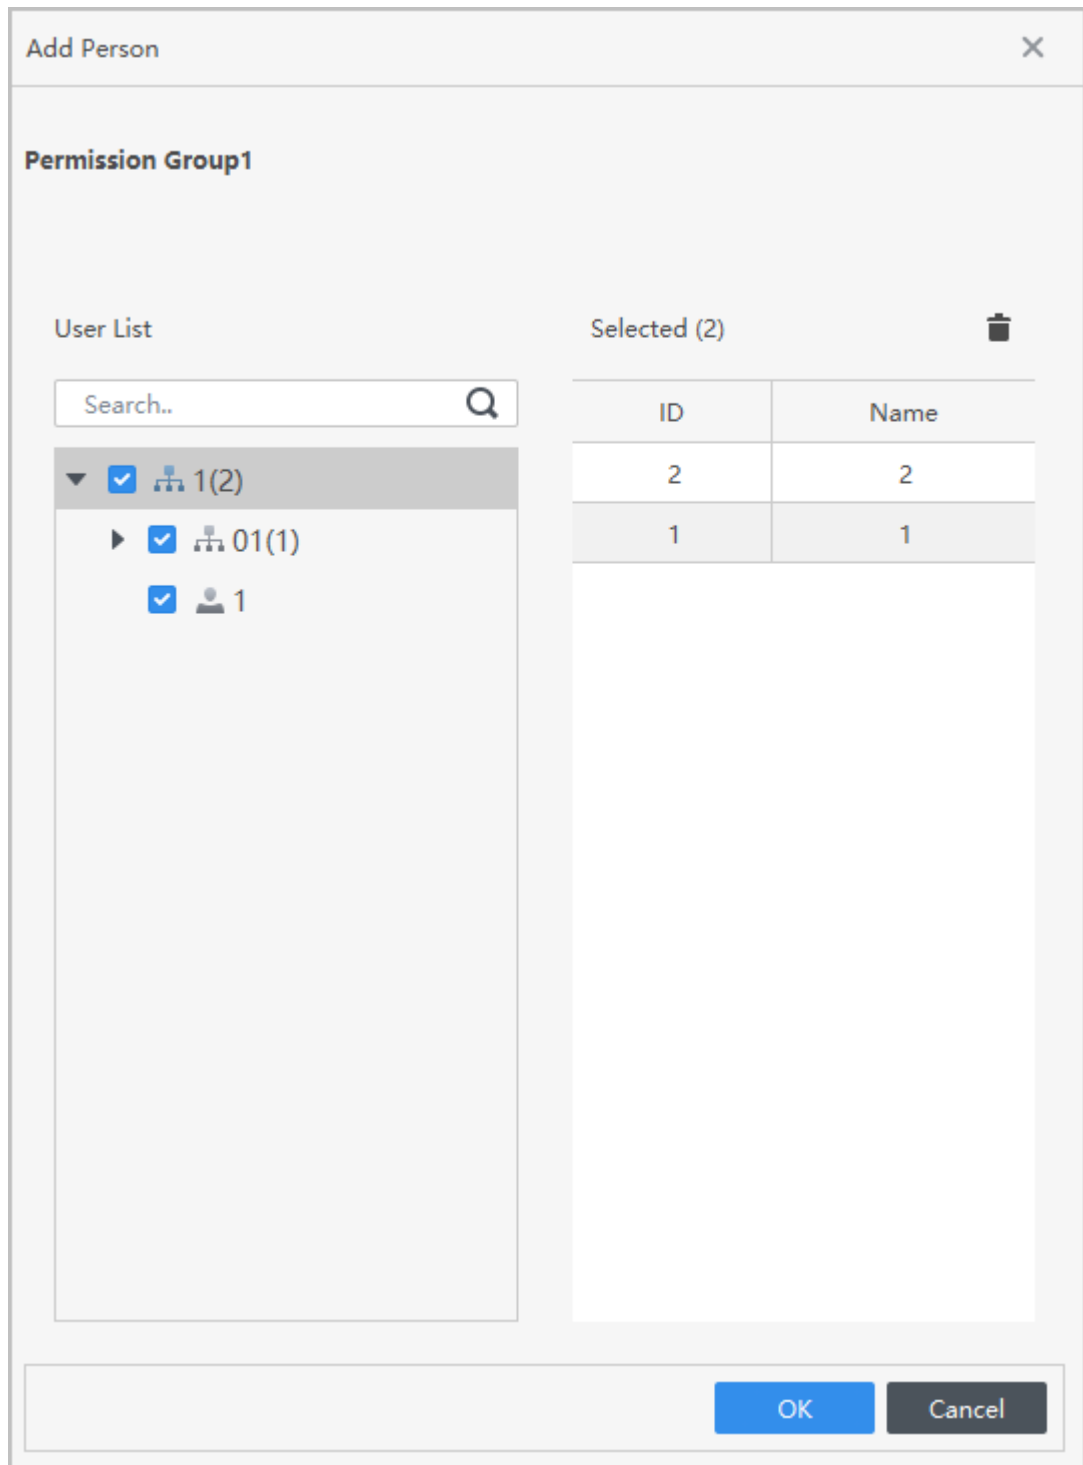 Add Person
Permission Group1
User List
Search..
1(2)
01(1)
1
Selected (2)
ID Name
2 2
1 1
OK Cancel